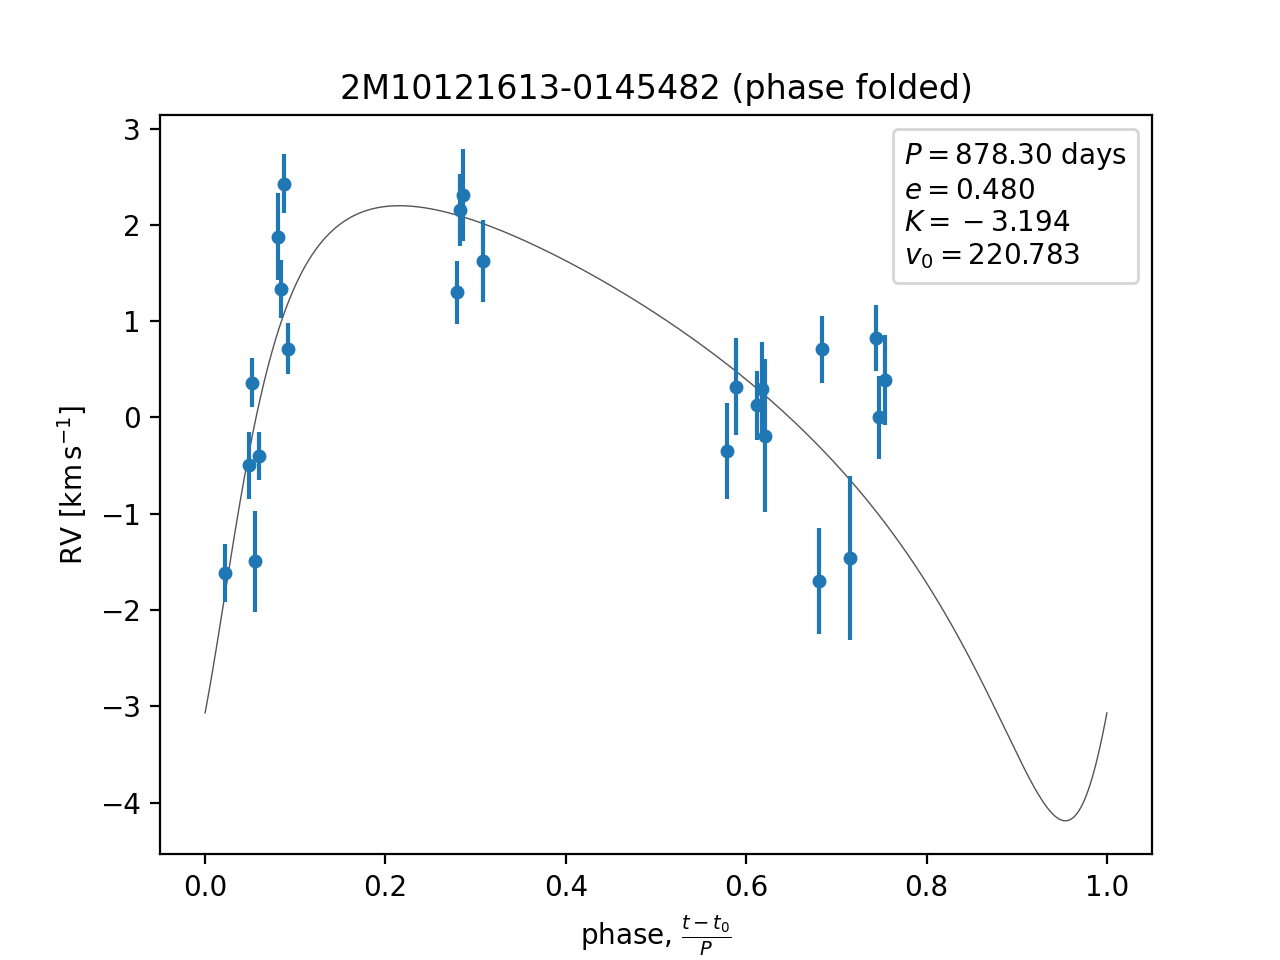 2M10121613-0145482 (phase folded)
P = 878.30 days
e = 0.480
K = −3.194
v₀ = 220.783
3
2
1
0
−1
−2
−3
−4
RV [km s⁻¹]
0.0 0.2 0.4 0.6 0.8 1.0
phase, (t − t₀)/P